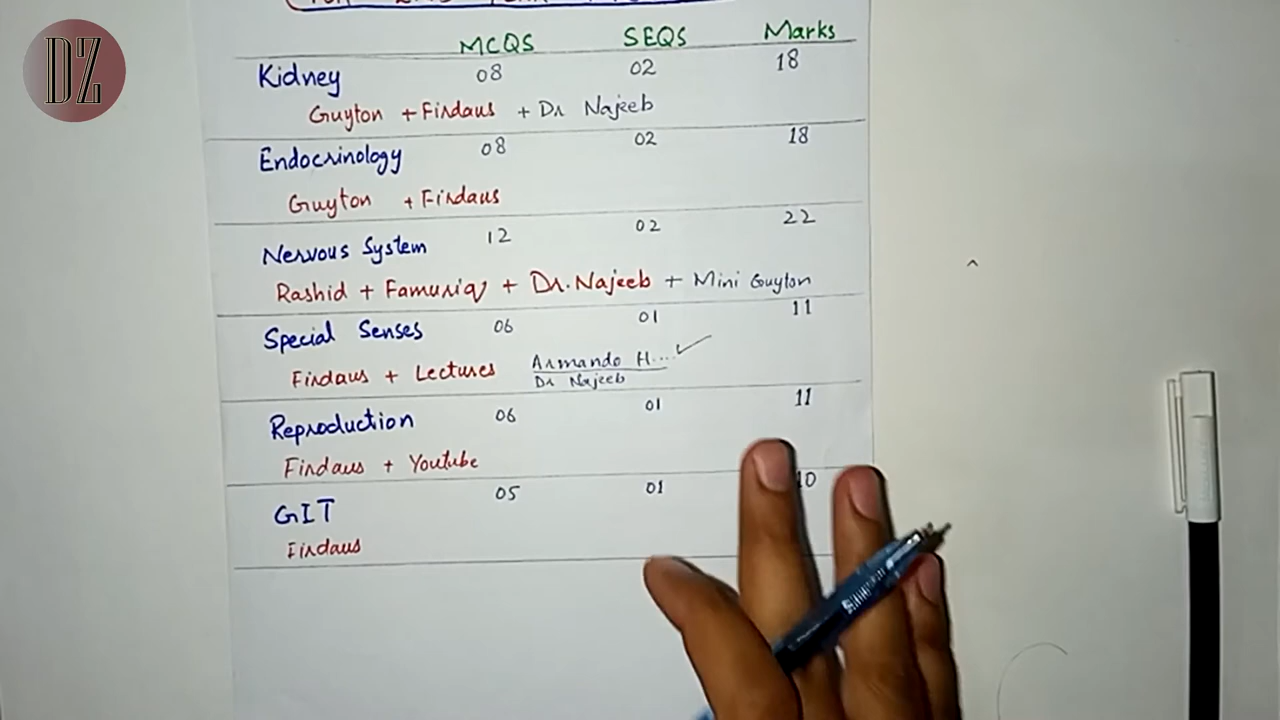 DZ
MCQS SEQS Marks
Kidney 08 02 18
Guyton + Firdaus + Dr Najeeb
Endocrinology 08 02 18
Guyton + Firdaus
Nervous System 12 02 22
Rashid + Famuriq + Dr. Najeeb + Mini Guyton
Special Senses 06 01 11
Firdaus + Lectures Armando H....
Dr Najeeb
Reproduction 06 01 11
Firdaus + Youtube
GIT 05 01 10
Firdaus